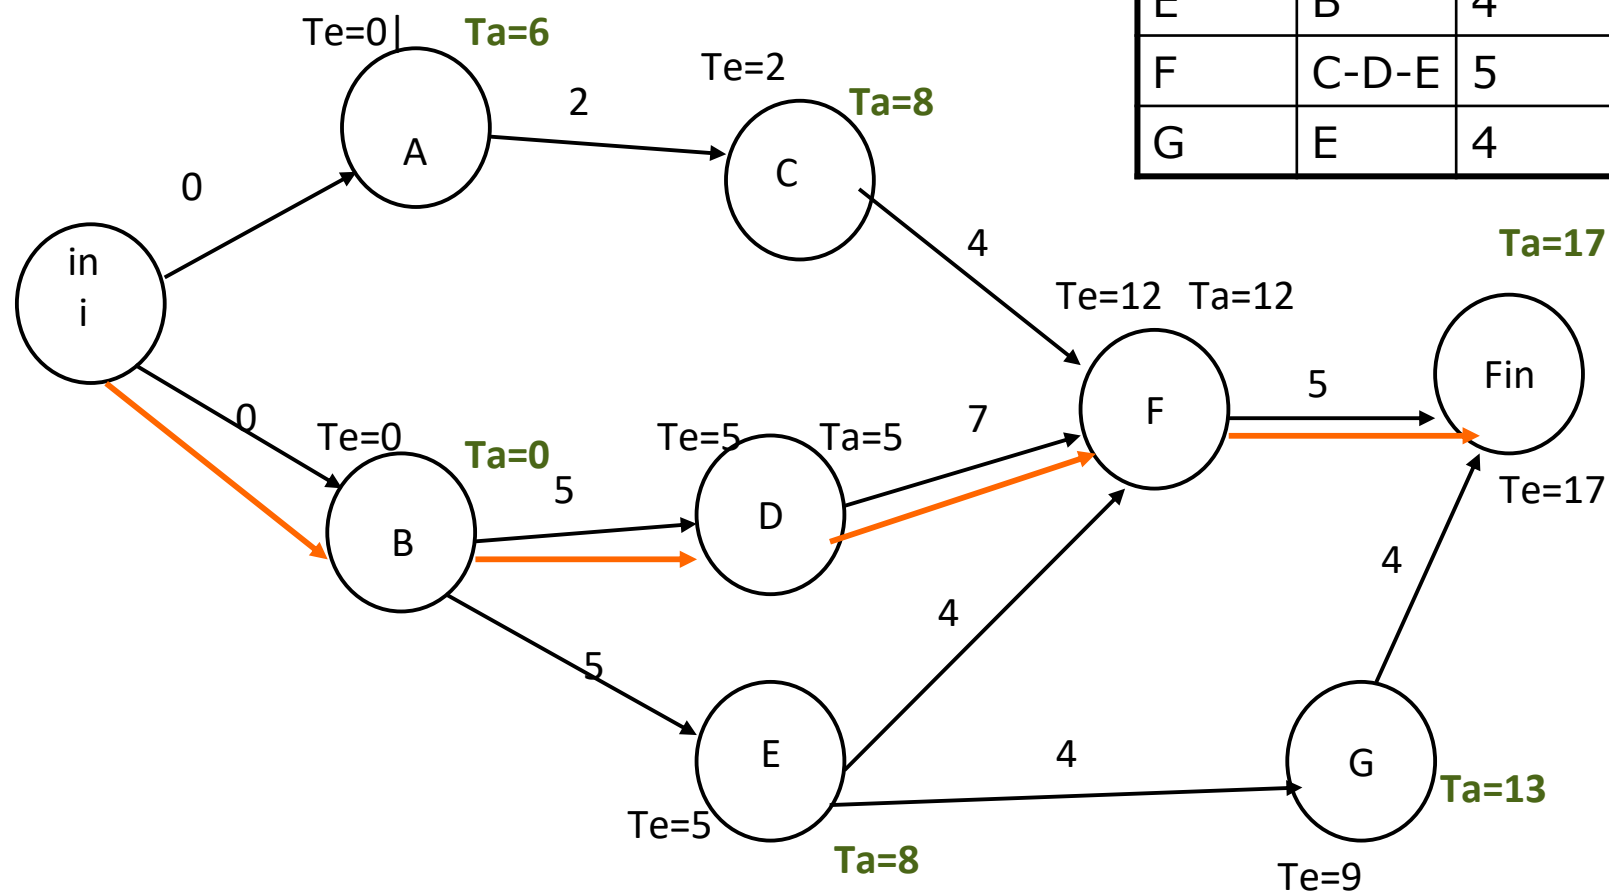 Te=0
Ta=6
E B 4
Te=2
F C-D-E 5
2
Ta=8
A
G E 4
C
0
in
i
4
Ta=17
Te=12 Ta=12
Fin
5
F
0
Te=0
Ta=0
Te=5
Ta=5
7
5
Te=17
D
B
4
4
5
E
4
G
Ta=13
Te=5
Ta=8
Te=9